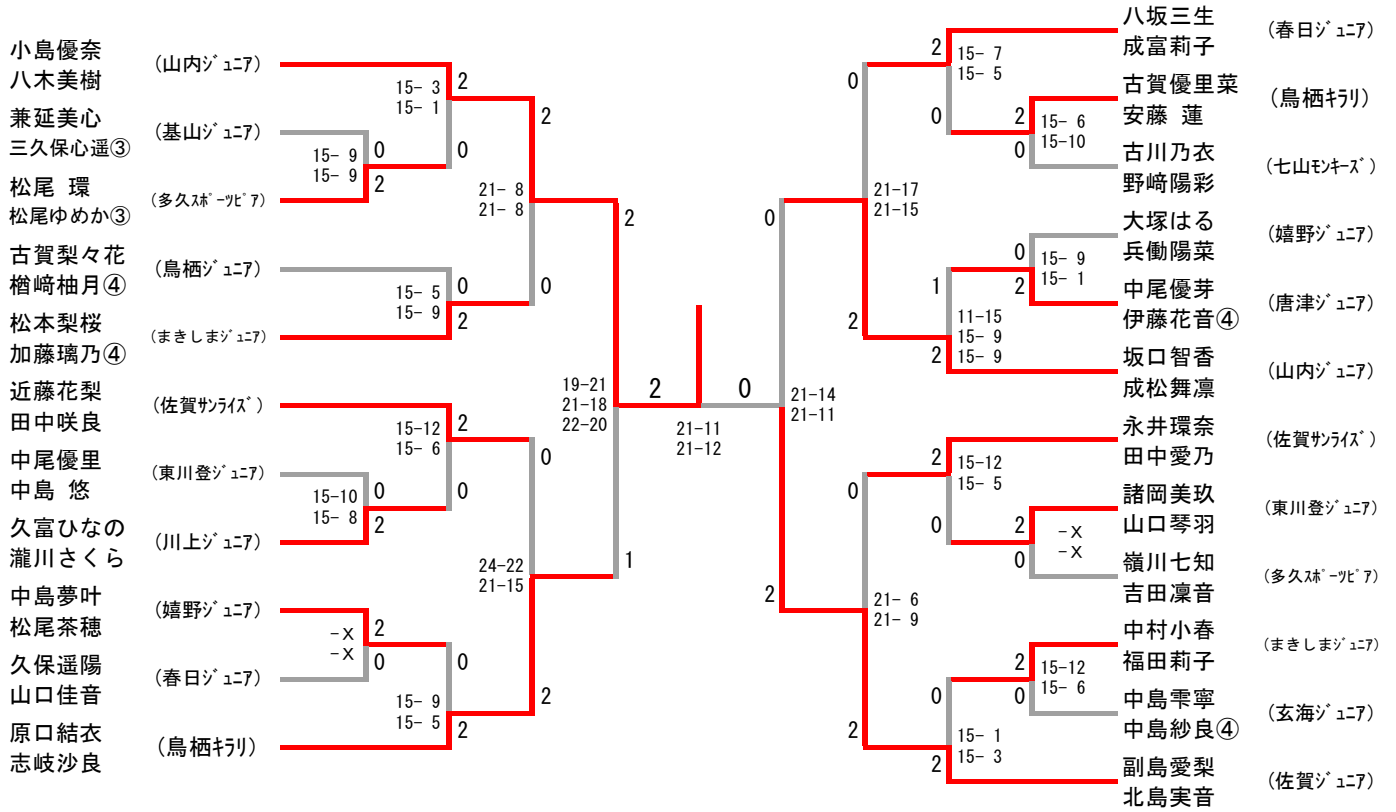 小島優奈
八木美樹
(山内ジュニア)
兼延美心
三久保心遥③
(基山ジュニア)
松尾 環
松尾ゆめか③
(多久スポーツピア)
古賀梨々花
楢﨑柚月④
(鳥栖ジュニア)
松本梨桜
加藤璃乃④
(まきしまジュニア)
近藤花梨
田中咲良
(佐賀サンライズ)
中尾優里
中島 悠
(東川登ジュニア)
久富ひなの
瀧川さくら
(川上ジュニア)
中島夢叶
松尾茶穂
(嬉野ジュニア)
久保遥陽
山口佳音
(春日ジュニア)
原口結衣
志岐沙良
(鳥栖キラリ)
15- 9
15- 9
0
2
15-10
15- 8
0
2
-X
-X
2
0
15- 3
15- 1
2
0
15- 5
15- 9
0
2
15-12
15- 6
2
0
15- 9
15- 5
0
2
21- 8
21- 8
2
0
24-22
21-15
0
2
19-21
21-18
22-20
2
1
2
0
21-11
21-12
21-14
21-11
0
2
21-17
21-15
0
2
21- 6
21- 9
0
2
15- 7
15- 5
2
0
11-15
15- 9
15- 9
1
2
15-12
15- 5
2
0
15- 1
15- 3
0
2
15- 6
15-10
2
0
15- 9
15- 1
0
2
-X
-X
2
0
15-12
15- 6
2
0
八坂三生
成富莉子
(春日ジュニア)
古賀優里菜
安藤 蓮
(鳥栖キラリ)
古川乃衣
野﨑陽彩
(七山モンキーズ)
大塚はる
兵働陽菜
(嬉野ジュニア)
中尾優芽
伊藤花音④
(唐津ジュニア)
坂口智香
成松舞凛
(山内ジュニア)
永井環奈
田中愛乃
(佐賀サンライズ)
諸岡美玖
山口琴羽
(東川登ジュニア)
嶺川七知
吉田凜音
(多久スポーツピア)
中村小春
福田莉子
(まきしまジュニア)
中島雫寧
中島紗良④
(玄海ジュニア)
副島愛梨
北島実音
(佐賀ジュニア)